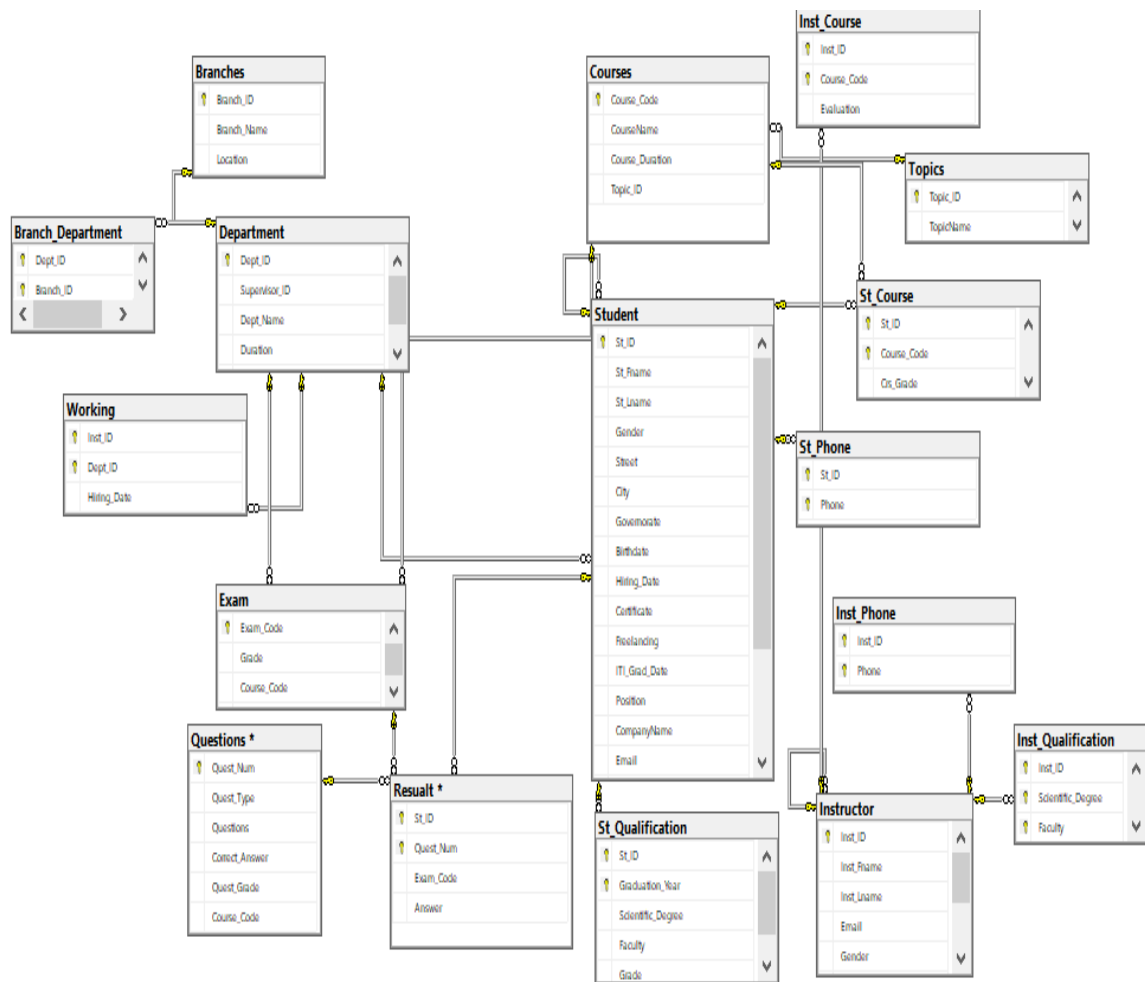 Inst_Course
Inst_ID
Course_Code
Evaluation
Branches
Branch_ID
Branch_Name
Location
Courses
Course_Code
CourseName
Course_Duration
Topic_ID
Topics
Topic_ID
TopicName
Branch_Department
Dept_ID
Branch_ID
Department
Dept_ID
Supervisor_ID
Dept_Name
Duration
St_Course
St_ID
Course_Code
Crs_Grade
Student
St_ID
St_Fname
St_Lname
Gender
Street
City
Governorate
Birthdate
Hiring_Date
Certificate
Freelancing
ITI_Grad_Date
Position
CompanyName
Email
Working
Inst_ID
Dept_ID
Hiring_Date
St_Phone
St_ID
Phone
Exam
Exam_Code
Grade
Course_Code
Inst_Phone
Inst_ID
Phone
Questions *
Quest_Num
Quest_Type
Questions
Correct_Answer
Quest_Grade
Course_Code
Resualt *
St_ID
Quest_Num
Exam_Code
Answer
St_Qualification
St_ID
Graduation_Year
Scientific_Degree
Faculty
Grade
Instructor
Inst_ID
Inst_Fname
Inst_Lname
Email
Gender
Inst_Qualification
Inst_ID
Scientific_Degree
Faculty